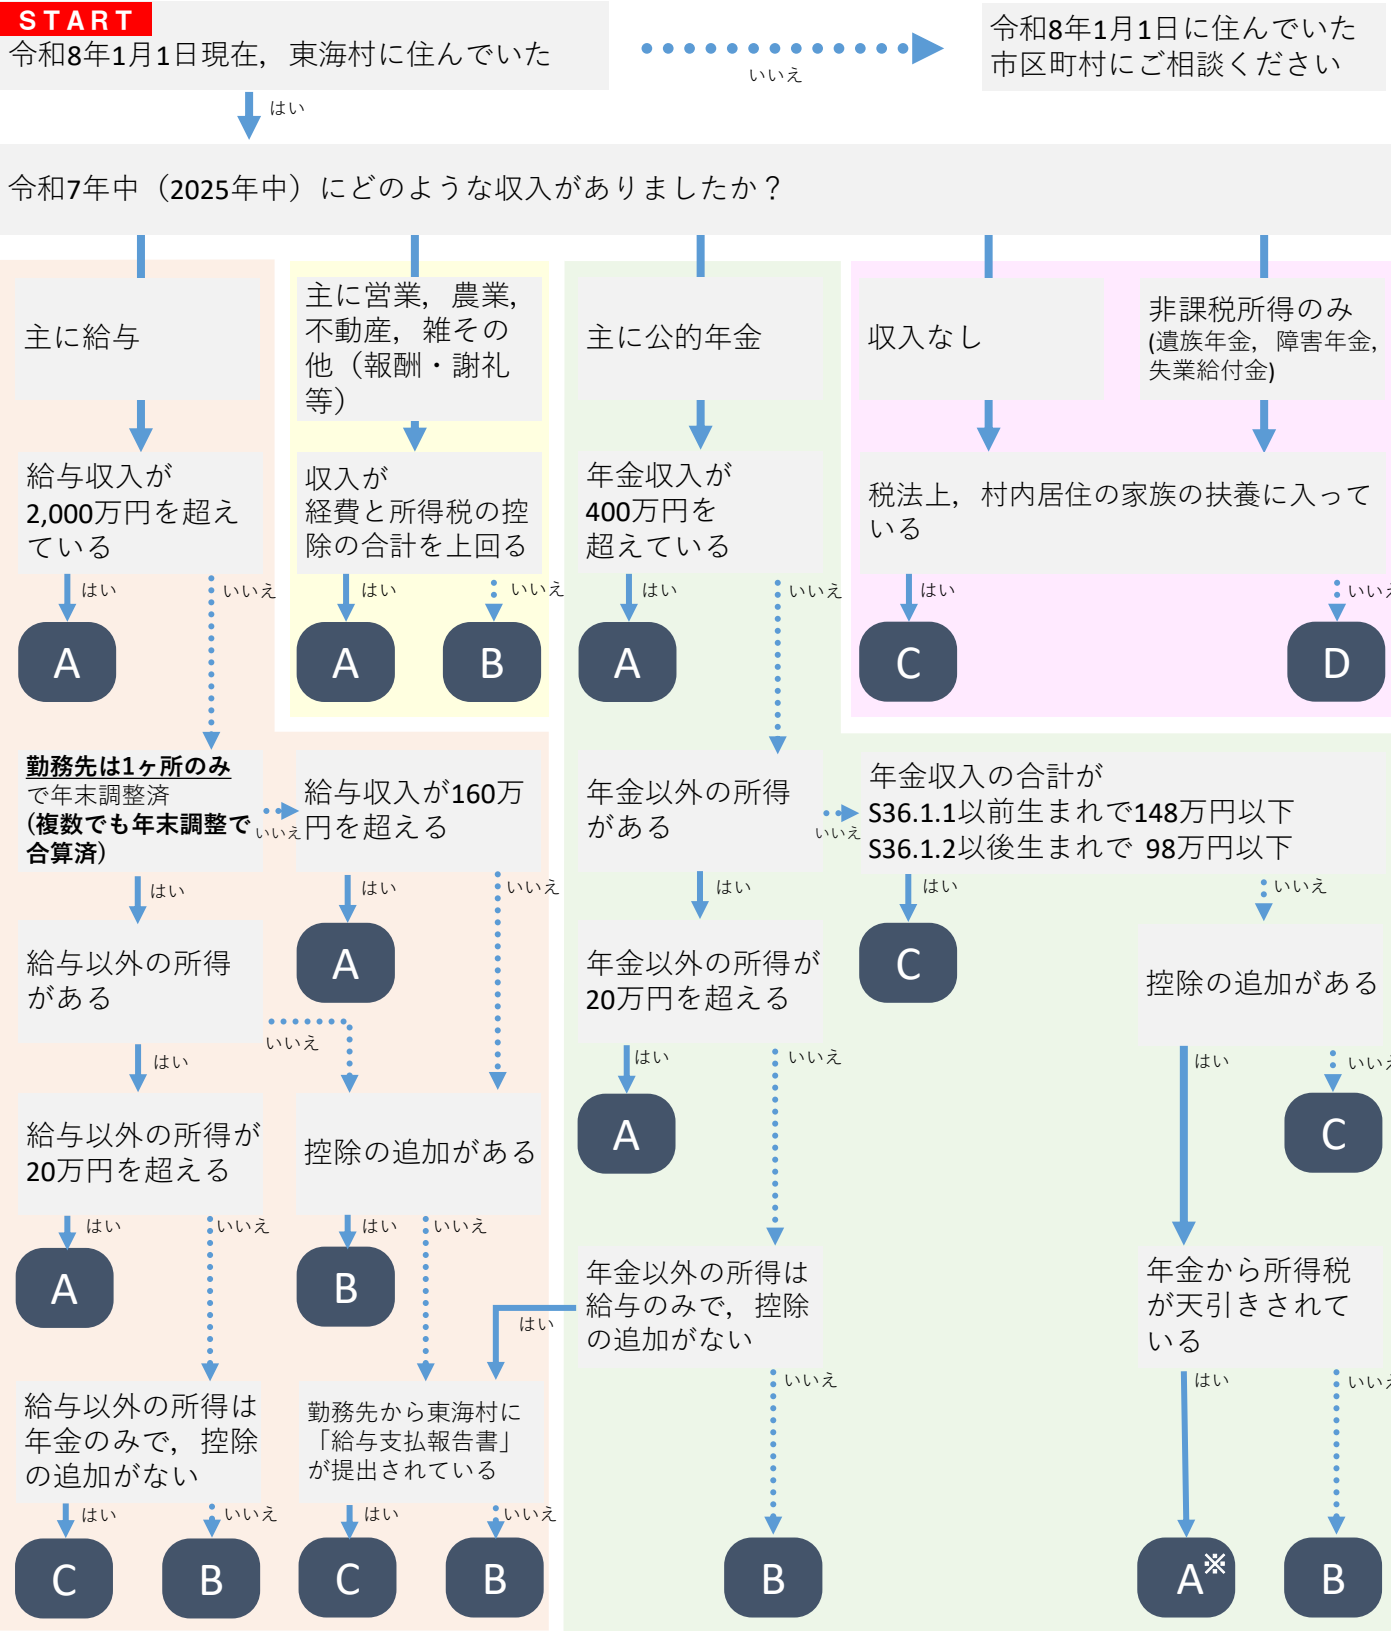 START
令和8年1月1日現在，東海村に住んでいた
いいえ
令和8年1月1日に住んでいた
市区町村にご相談ください
はい
令和7年中（2025年中）にどのような収入がありましたか？
主に給与
主に営業，農業，
不動産，雑その
他（報酬・謝礼
等）
主に公的年金
収入なし
非課税所得のみ
(遺族年金，障害年金,
失業給付金)
給与収入が
2,000万円を超え
ている
収入が
経費と所得税の控
除の合計を上回る
年金収入が
400万円を
超えている
税法上，村内居住の家族の扶養に入って
いる
はい
いいえ
はい
いいえ
はい
いいえ
はい
いいえ
A
A
B
A
C
D
勤務先は1ヶ所のみ
で年末調整済
(複数でも年末調整で
合算済)
いいえ
給与収入が160万
円を超える
年金以外の所得
がある
いいえ
年金収入の合計が
S36.1.1以前生まれで148万円以下
S36.1.2以後生まれで 98万円以下
はい
はい
いいえ
はい
はい
いいえ
給与以外の所得
がある
A
年金以外の所得が
20万円を超える
C
控除の追加がある
いいえ
はい
はい
いいえ
はい
いいえ
給与以外の所得が
20万円を超える
控除の追加がある
A
C
はい
いいえ
はい
いいえ
A
B
年金以外の所得は
給与のみで，控除
の追加がない
年金から所得税
が天引きされて
いる
はい
いいえ
はい
いいえ
給与以外の所得は
年金のみで，控除
の追加がない
勤務先から東海村に
「給与支払報告書」
が提出されている
はい
いいえ
はい
いいえ
C
B
C
B
B
A※
B